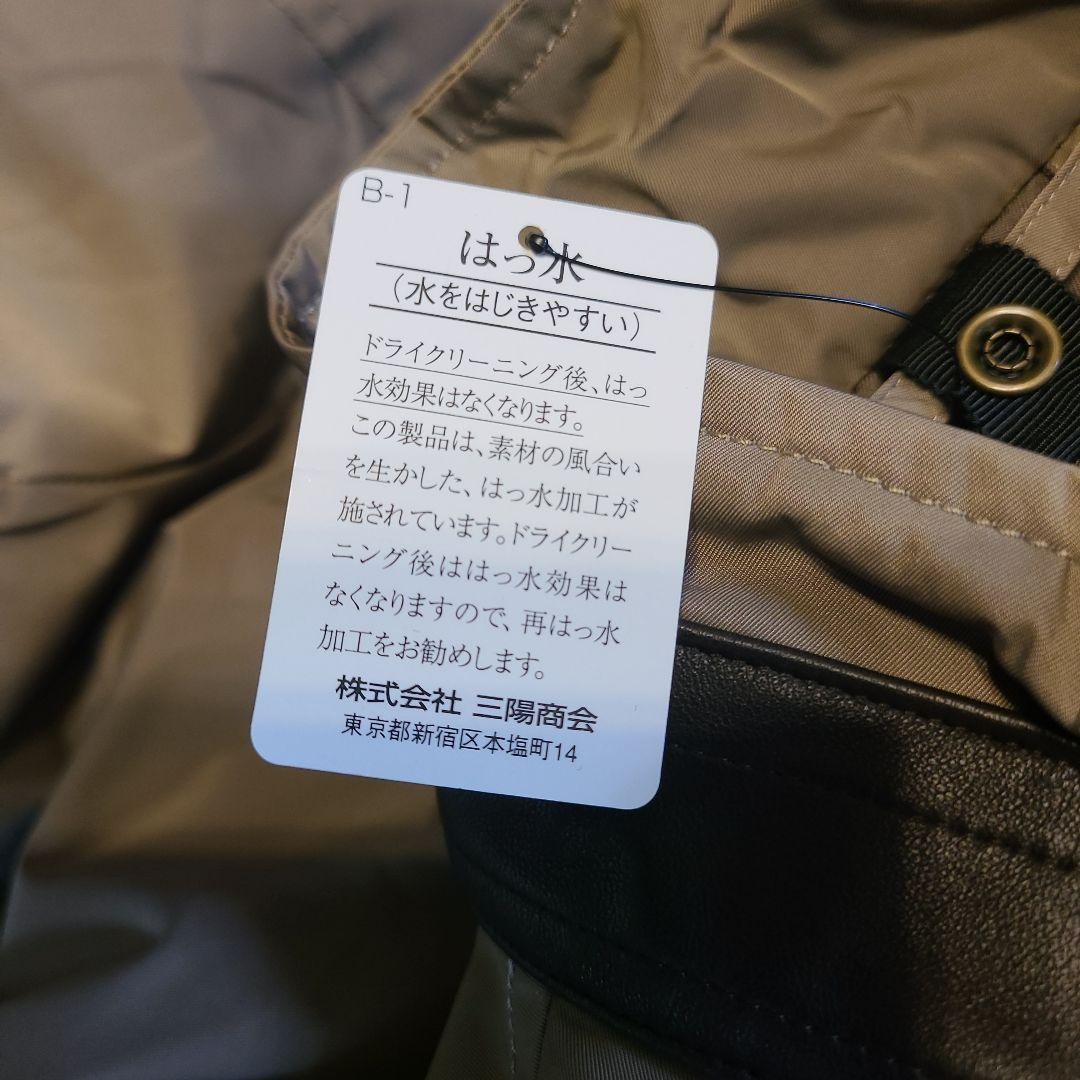 B-1
はっ水
(水をはじきやすい)
ドライクリーニング後、はっ
水効果はなくなります。
この製品は、素材の風合い
を生かした、はっ水加工が
施されています。ドライクリー
ニング後ははっ水効果は
なくなりますので、再はっ水
加工をお勧めします。
株式会社 三陽商会
東京都新宿区本塩町14